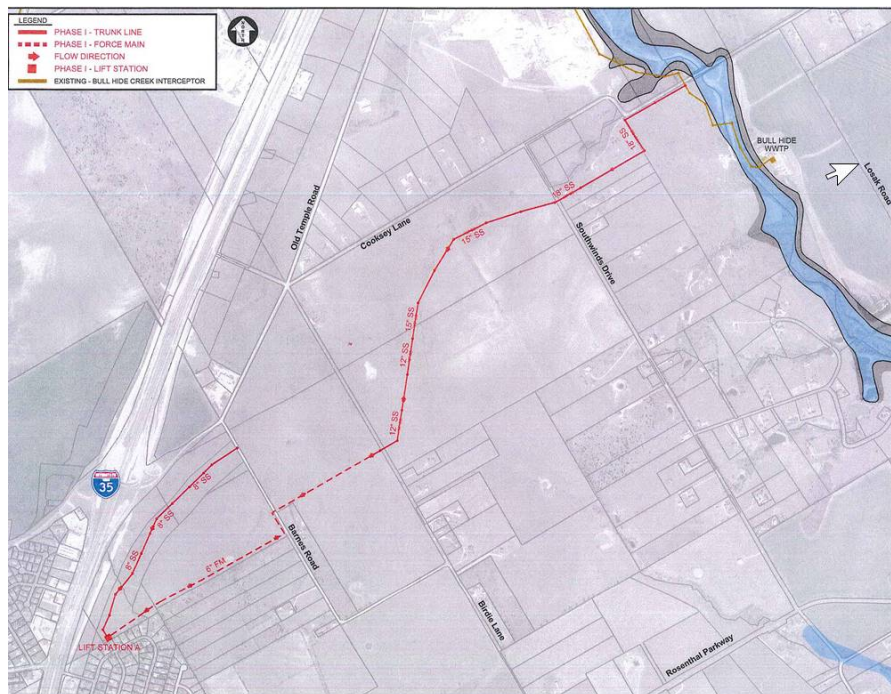 LEGEND
PHASE I - TRUNK LINE
PHASE I - FORCE MAIN
FLOW DIRECTION
PHASE I - LIFT STATION
EXISTING - BULL HIDE CREEK INTERCEPTOR
NORTH
BULL HIDE
WWTP
Losak Road
18" SS
18" SS
Old Temple Road
Cooksey Lane
15" SS
Southwinds Drive
15" SS
12" SS
12" SS
35
8" SS
8" SS
8" SS
6" FM
Barnes Road
Birdie Lane
LIFT STATION A
Rosenthal Parkway